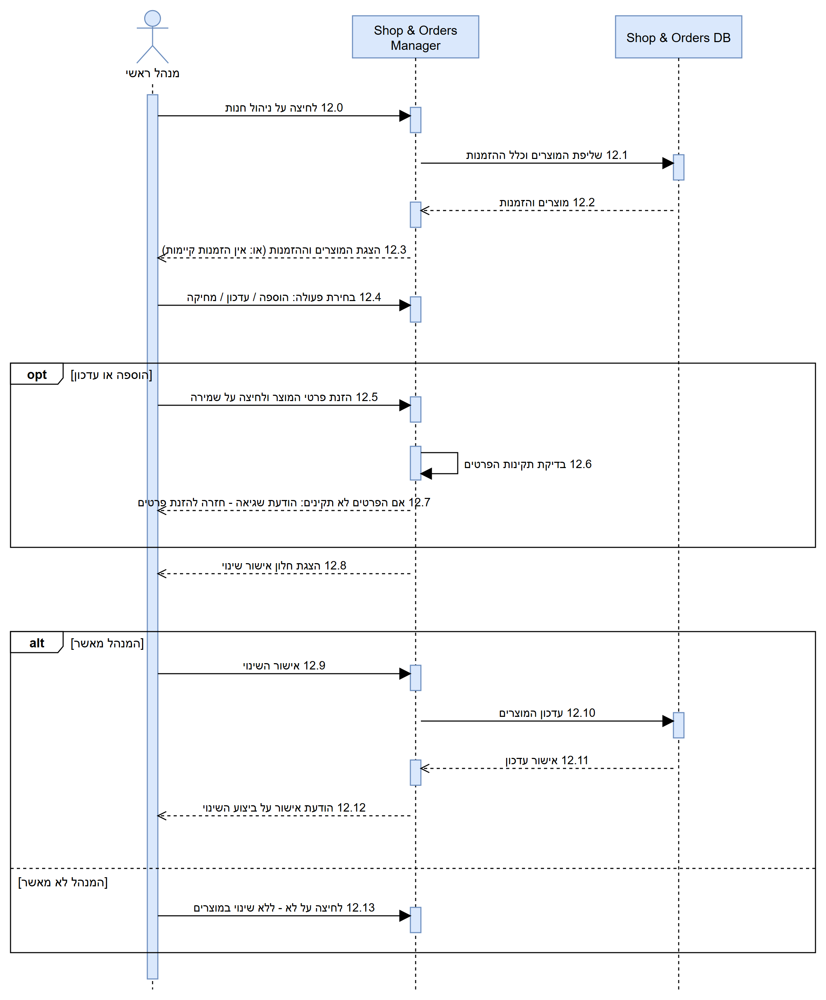 מנהל ראשי
Shop & Orders
Manager
Shop & Orders DB
12.0 לחיצה על ניהול חנות
12.1 שליפת המוצרים וכלל ההזמנות
12.2 מוצרים והזמנות
12.3 הצגת המוצרים וההזמנות (או: אין הזמנות קיימות)
12.4 בחירת פעולה: הוספה / עדכון / מחיקה
opt
[הוספה או עדכון]
12.5 הזנת פרטי המוצר ולחיצה על שמירה
12.6 בדיקת תקינות הפרטים
12.7 אם הפרטים לא תקינים: הודעת שגיאה - חזרה להזנת פרטים
12.8 הצגת חלון אישור שינוי
alt
[המנהל מאשר]
12.9 אישור השינוי
12.10 עדכון המוצרים
12.11 אישור עדכון
12.12 הודעת אישור על ביצוע השינוי
[המנהל לא מאשר]
12.13 לחיצה על לא - ללא שינוי במוצרים